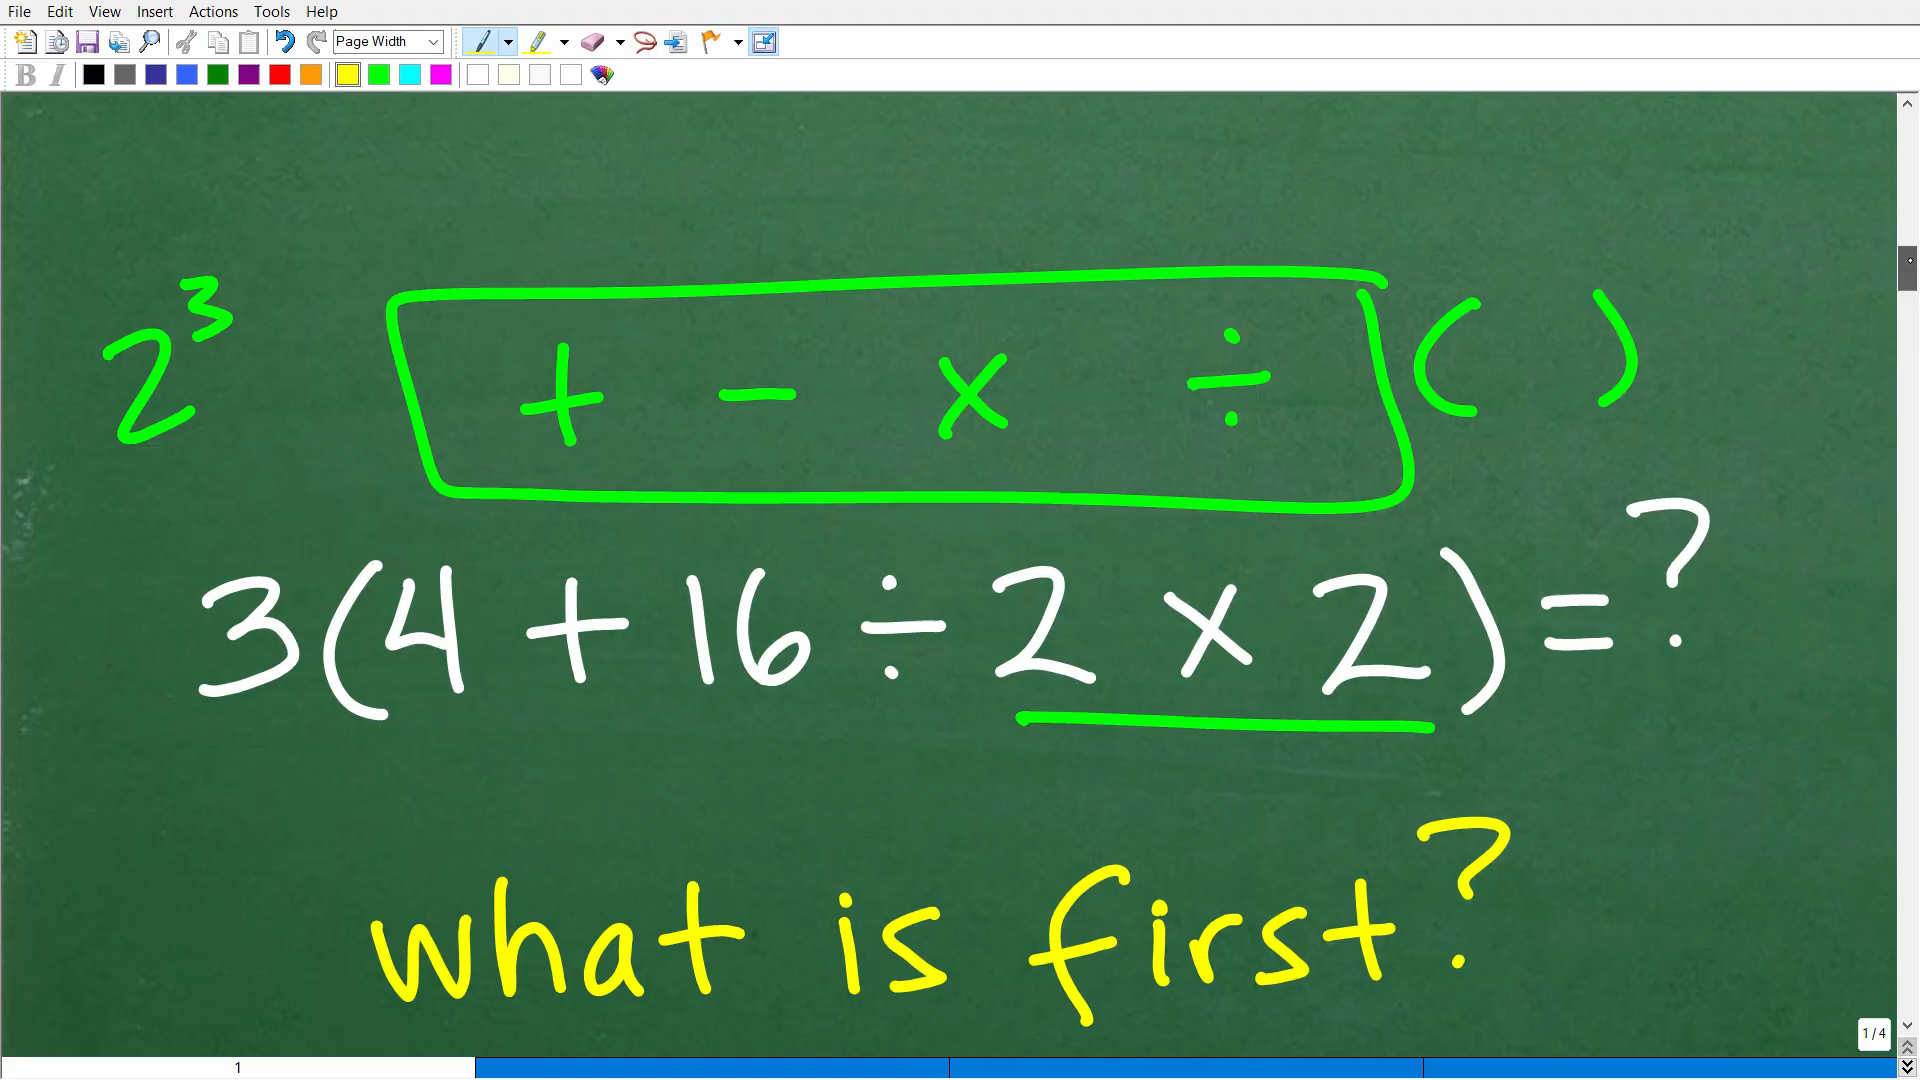 File Edit View Insert Actions Tools Help
Page Width
B I
2³ + - × ÷ ( )
3(4 + 16 ÷ 2 × 2) = ?
what is first?
1 / 4
1